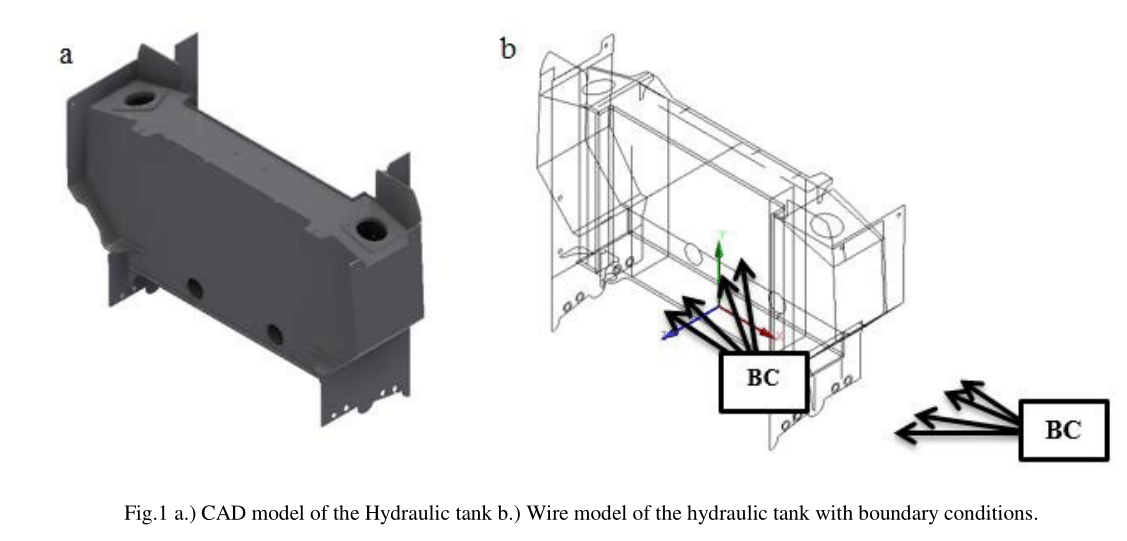 a
b
Y
Z
X
BC
BC
Fig.1 a.) CAD model of the Hydraulic tank b.) Wire model of the hydraulic tank with boundary conditions.